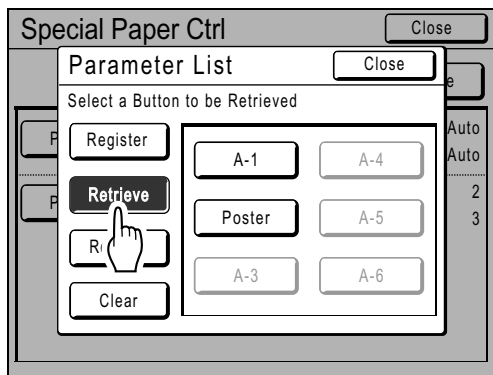 Special Paper Ctrl
Close
Parameter List
Close
Select a Button to be Retrieved
Register
A-1
A-4
Auto
Auto
Retrieve
Poster
A-5
2
3
A-3
A-6
Clear